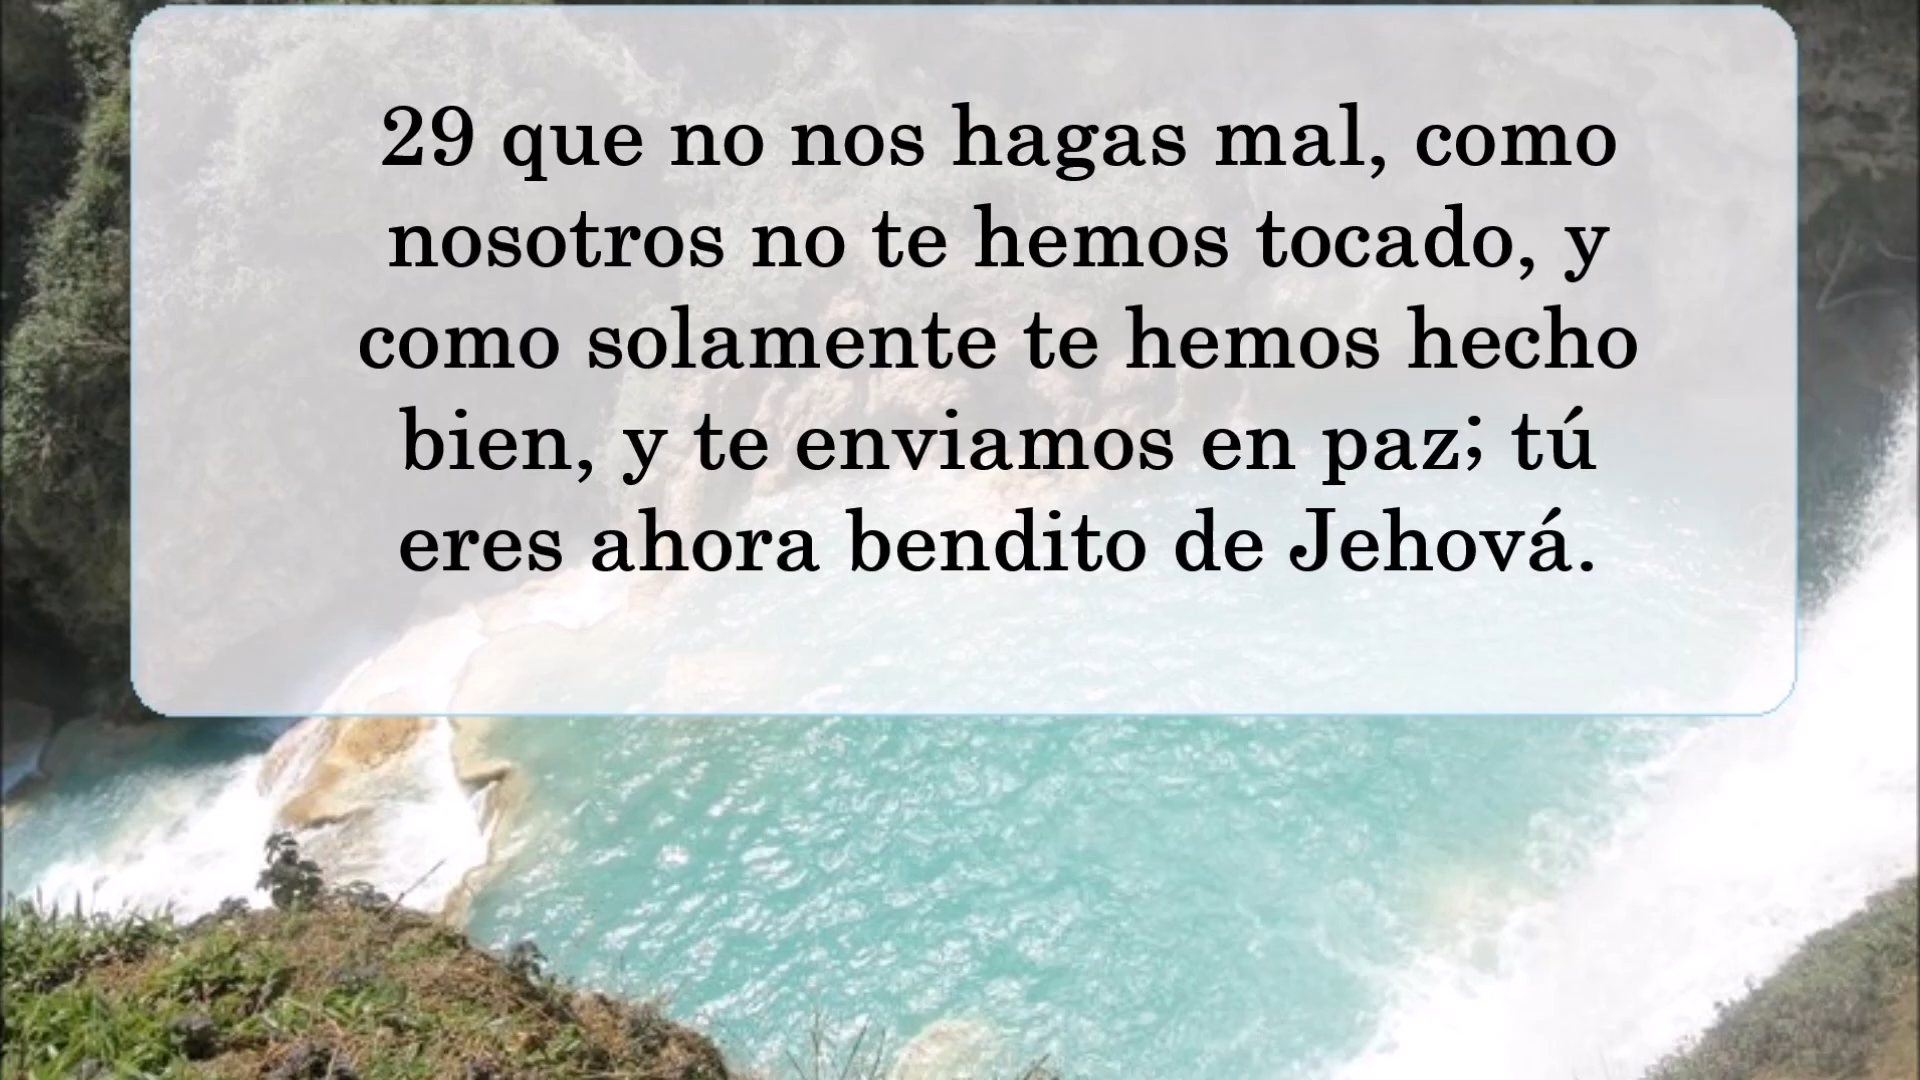 29 que no nos hagas mal, como
nosotros no te hemos tocado, y
como solamente te hemos hecho
bien, y te enviamos en paz; tú
eres ahora bendito de Jehová.